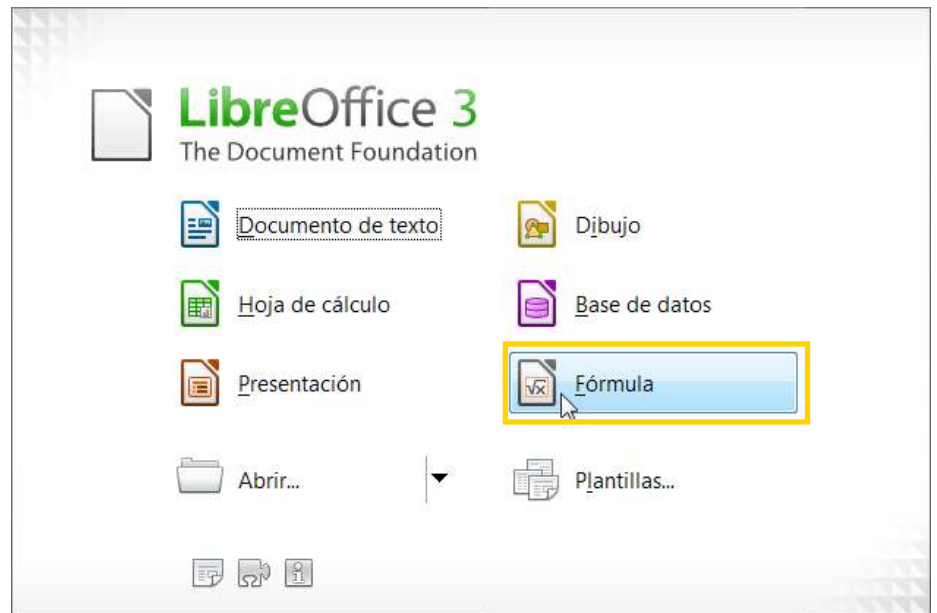 LibreOffice 3
The Document Foundation
Documento de texto
Dibujo
Hoja de cálculo
Base de datos
Presentación
Fórmula
Abrir...
Plantillas...